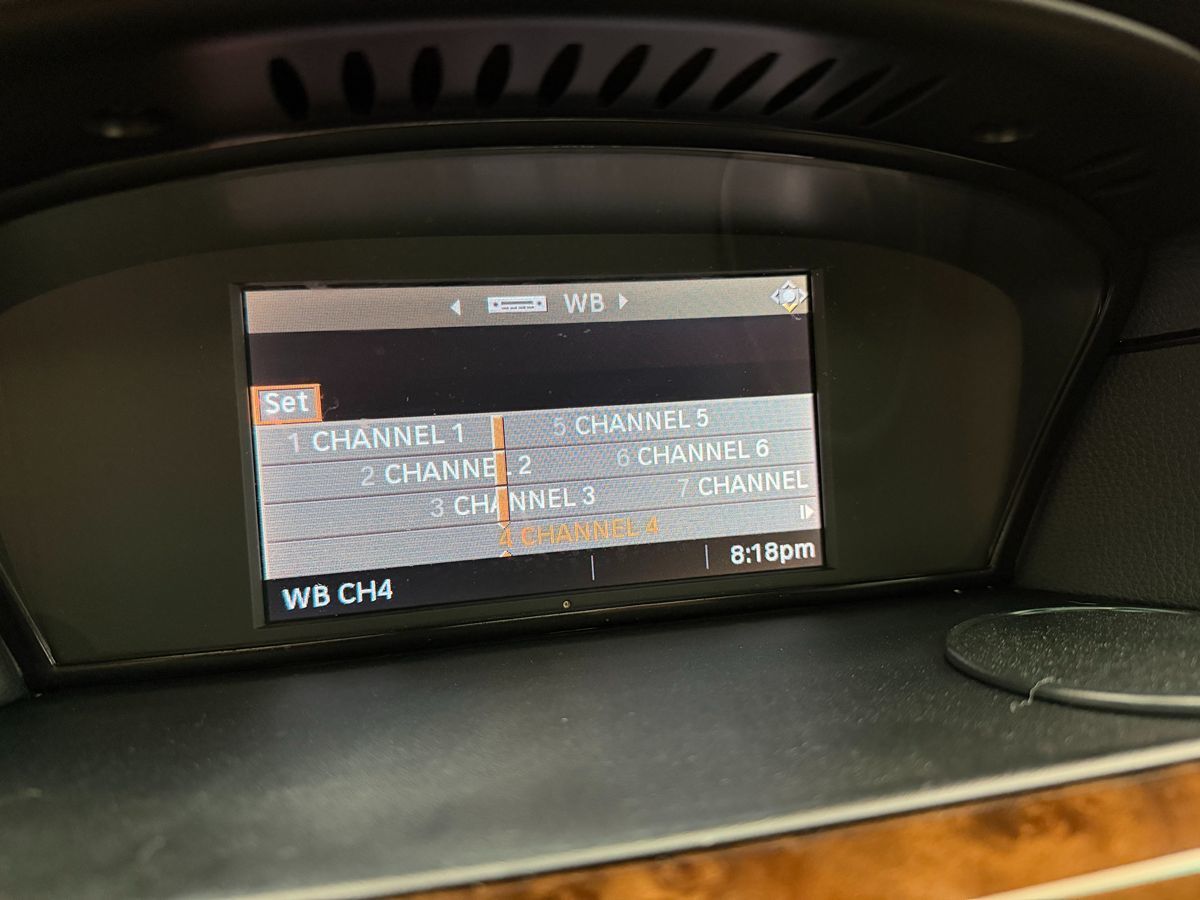 WB
Set
1 CHANNEL 1
5 CHANNEL 5
2 CHANNEL 2
6 CHANNEL 6
3 CHANNEL 3
7 CHANNEL
4 CHANNEL 4
WB CH4
8:18pm